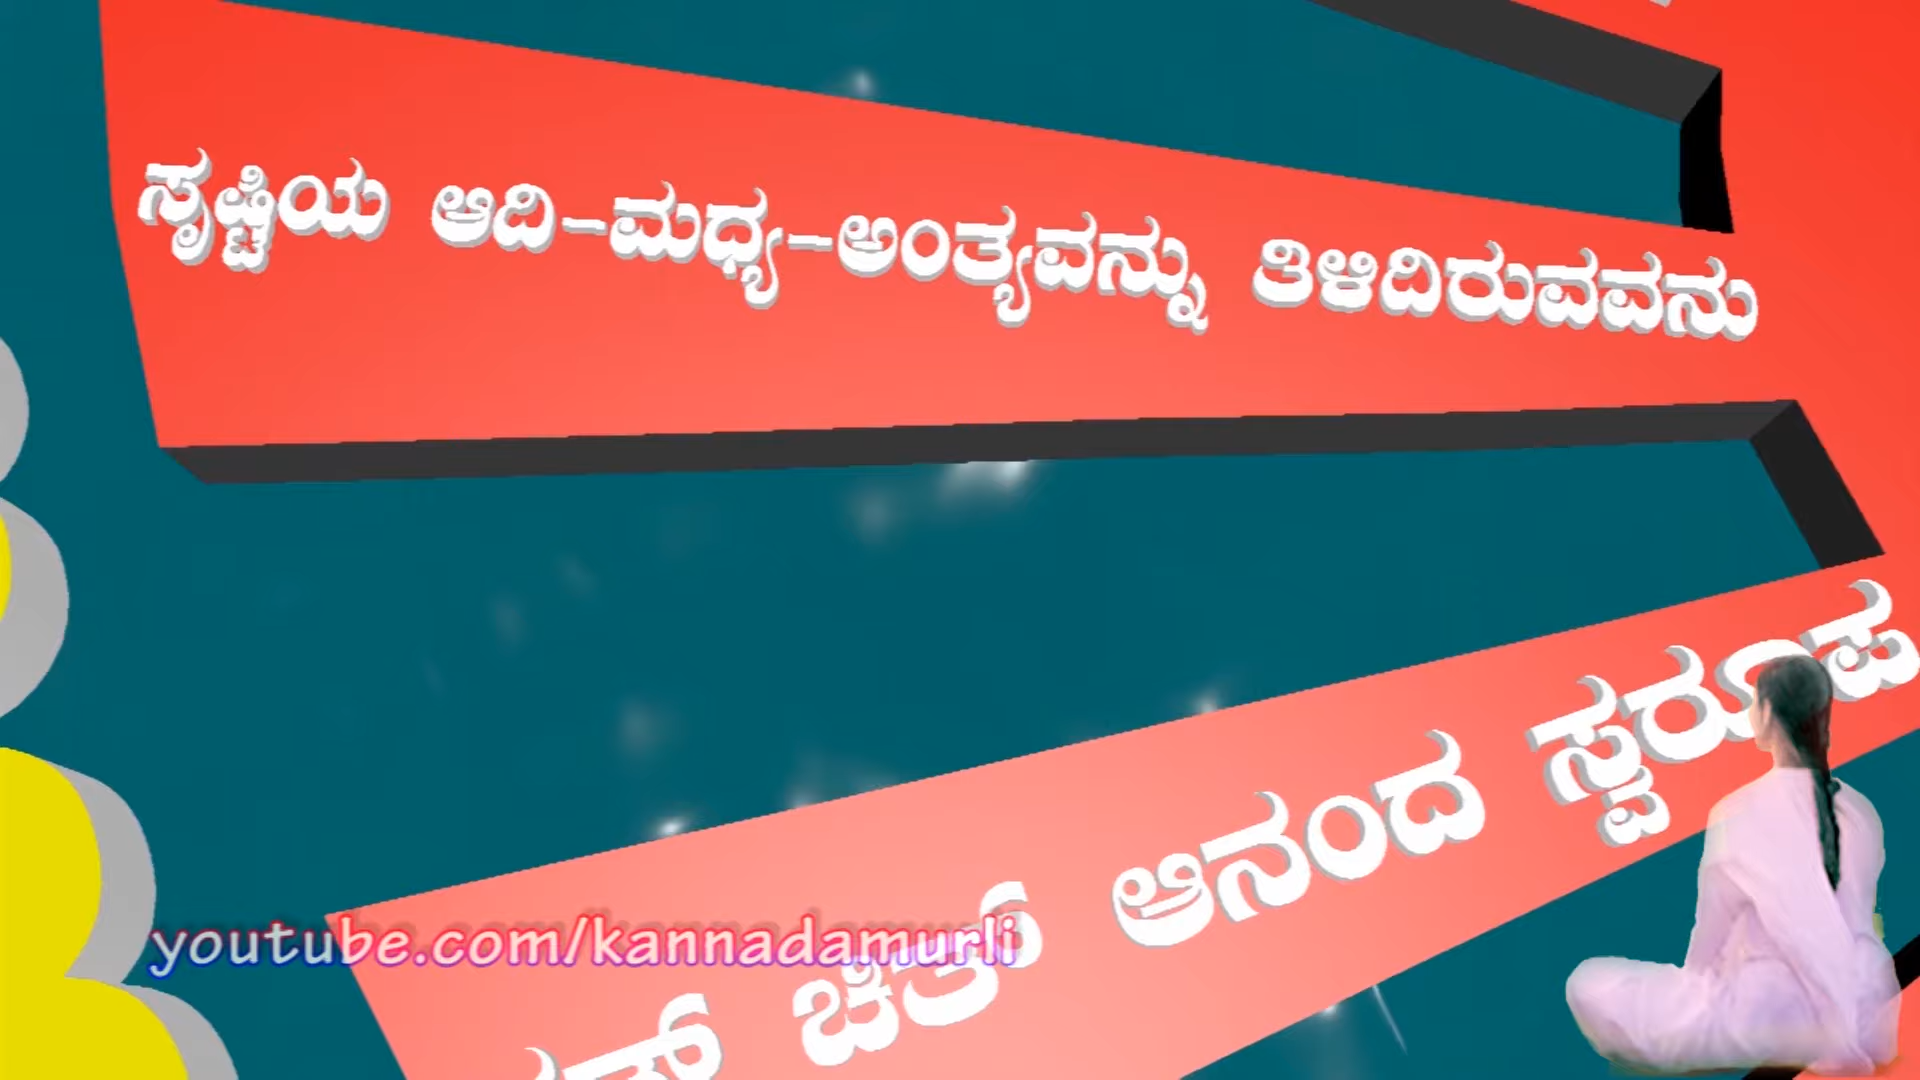 ಸೃಷ್ಟಿಯ ಆದಿ-ಮಧ್ಯ-ಅಂತ್ಯವನ್ನು ತಿಳಿದಿರುವವನು
ಚಿತ್ ಆನಂದ ಸ್ವರೂಪ
youtube.com/kannadamurli